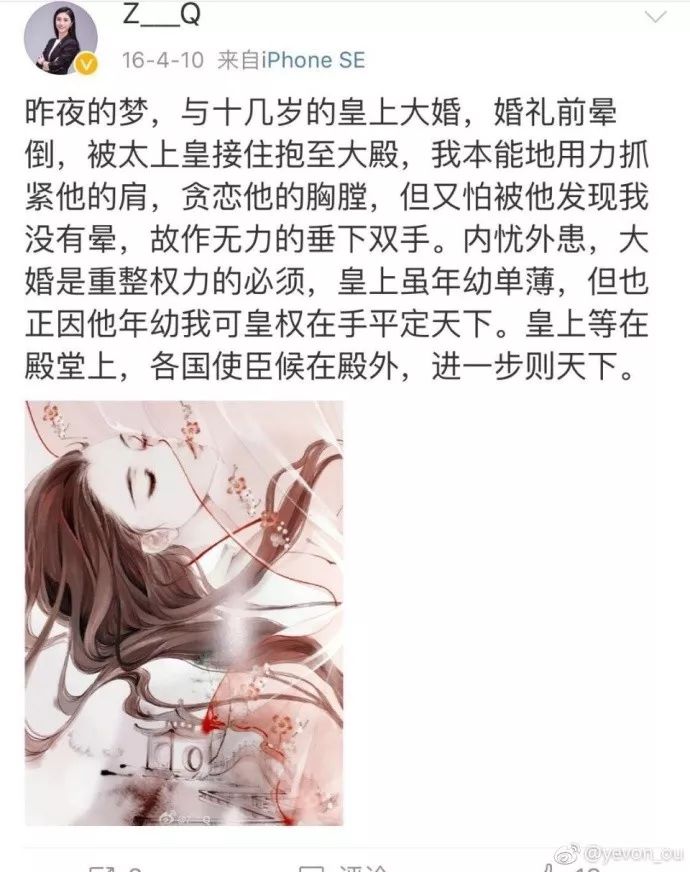 Z___Q
16-4-10 来自iPhone SE
昨夜的梦，与十几岁的皇上大婚，婚礼前晕
倒，被太上皇接住抱至大殿，我本能地用力抓
紧他的肩，贪恋他的胸膛，但又怕被他发现我
没有晕，故作无力的垂下双手。内忧外患，大
婚是重整权力的必须，皇上虽年幼单薄，但也
正因他年幼我可皇权在手平定天下。皇上等在
殿堂上，各国使臣候在殿外，进一步则天下。
@yevon_ou